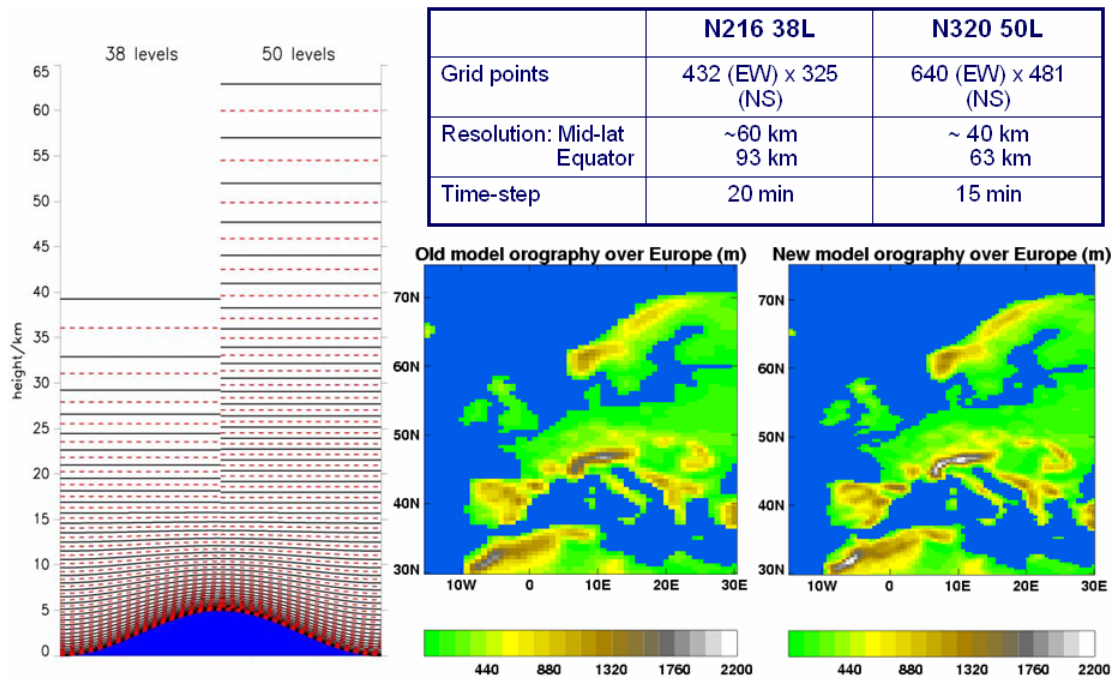 38 levels 50 levels
65
60
55
50
45
40
35
30
25
20
15
10
5
0
height/km
N216 38L N320 50L
Grid points 432 (EW) x 325 640 (EW) x 481
(NS) (NS)
Resolution: Mid-lat ~60 km ~ 40 km
Equator 93 km 63 km
Time-step 20 min 15 min
Old model orography over Europe (m)
70N
60N
50N
40N
30N
10W 0 10E 20E 30E
440 880 1320 1760 2200
New model orography over Europe (m)
70N
60N
50N
40N
30N
10W 0 10E 20E 30E
440 880 1320 1760 2200